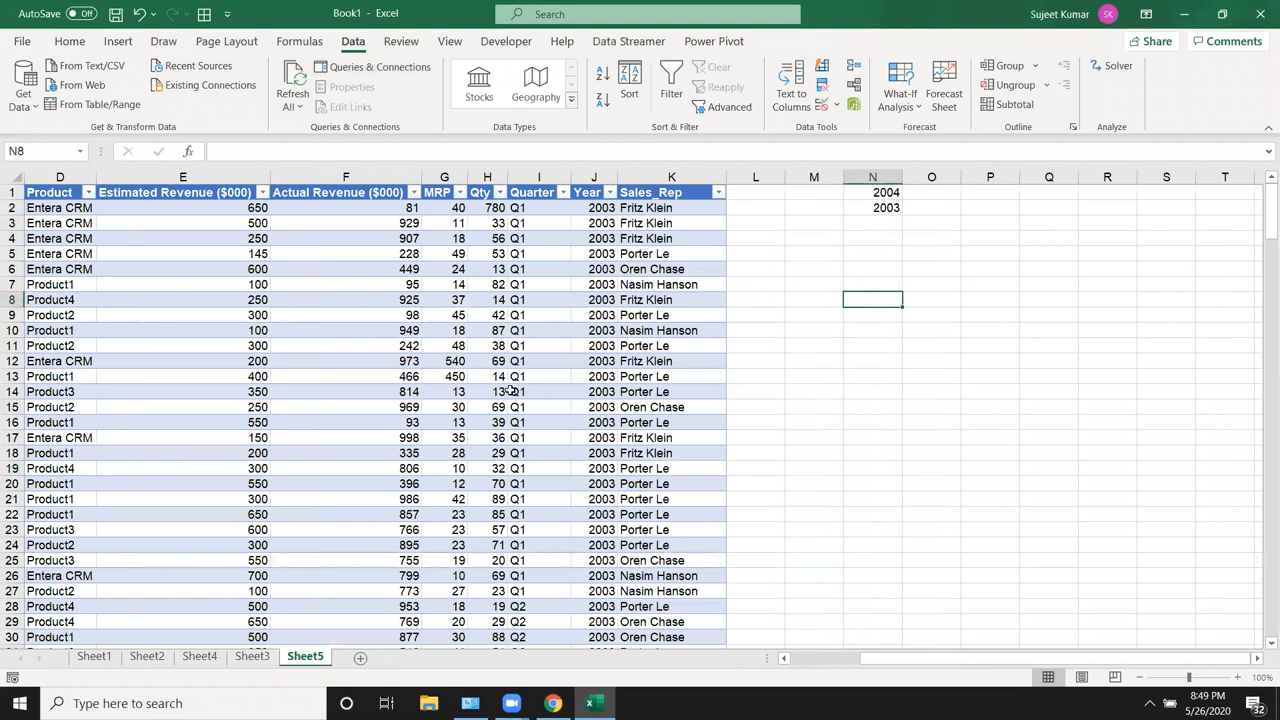 AutoSave Off Book1 - Excel Search Sujeet Kumar SK
File Home Insert Draw Page Layout Formulas Data Review View Developer Help Data Streamer Power Pivot Share Comments
Get Data From Text/CSV From Web From Table/Range Recent Sources Existing Connections Refresh All Queries & Connections Properties Edit Links Stocks Geography Sort Filter Clear Reapply Advanced Text to Columns What-If Analysis Forecast Sheet Group Ungroup Subtotal Solver
Get & Transform Data Queries & Connections Data Types Sort & Filter Data Tools Forecast Outline Analyze
N8 fx
D E F G H I J K L M N O P Q R S T
1 Product Estimated Revenue ($000) Actual Revenue ($000) MRP Qty Quarter Year Sales_Rep 2004
2 Entera CRM 650 81 40 780 Q1 2003 Fritz Klein 2003
3 Entera CRM 500 929 11 33 Q1 2003 Fritz Klein
4 Entera CRM 250 907 18 56 Q1 2003 Fritz Klein
5 Entera CRM 145 228 49 53 Q1 2003 Porter Le
6 Entera CRM 600 449 24 13 Q1 2003 Oren Chase
7 Product1 100 95 14 82 Q1 2003 Nasim Hanson
8 Product4 250 925 37 14 Q1 2003 Fritz Klein
9 Product2 300 98 45 42 Q1 2003 Porter Le
10 Product1 100 949 18 87 Q1 2003 Nasim Hanson
11 Product2 300 242 48 38 Q1 2003 Porter Le
12 Entera CRM 200 973 540 69 Q1 2003 Fritz Klein
13 Product1 400 466 450 14 Q1 2003 Porter Le
14 Product3 350 814 13 13 Q1 2003 Porter Le
15 Product2 250 969 30 69 Q1 2003 Oren Chase
16 Product1 550 93 13 39 Q1 2003 Porter Le
17 Entera CRM 150 998 35 36 Q1 2003 Fritz Klein
18 Product1 200 335 28 29 Q1 2003 Fritz Klein
19 Product4 300 806 10 32 Q1 2003 Porter Le
20 Product1 550 396 12 70 Q1 2003 Porter Le
21 Product1 300 986 42 89 Q1 2003 Porter Le
22 Product1 650 857 23 85 Q1 2003 Porter Le
23 Product3 600 766 23 57 Q1 2003 Porter Le
24 Product2 300 895 23 71 Q1 2003 Porter Le
25 Product3 550 755 19 20 Q1 2003 Oren Chase
26 Entera CRM 700 799 10 69 Q1 2003 Nasim Hanson
27 Product2 100 773 27 23 Q1 2003 Nasim Hanson
28 Product4 500 953 18 19 Q2 2003 Porter Le
29 Product4 650 769 20 29 Q2 2003 Oren Chase
30 Product1 500 877 30 88 Q2 2003 Oren Chase
Sheet1 Sheet2 Sheet4 Sheet3 Sheet5
100%
Type here to search 8:49 PM
5/26/2020 32